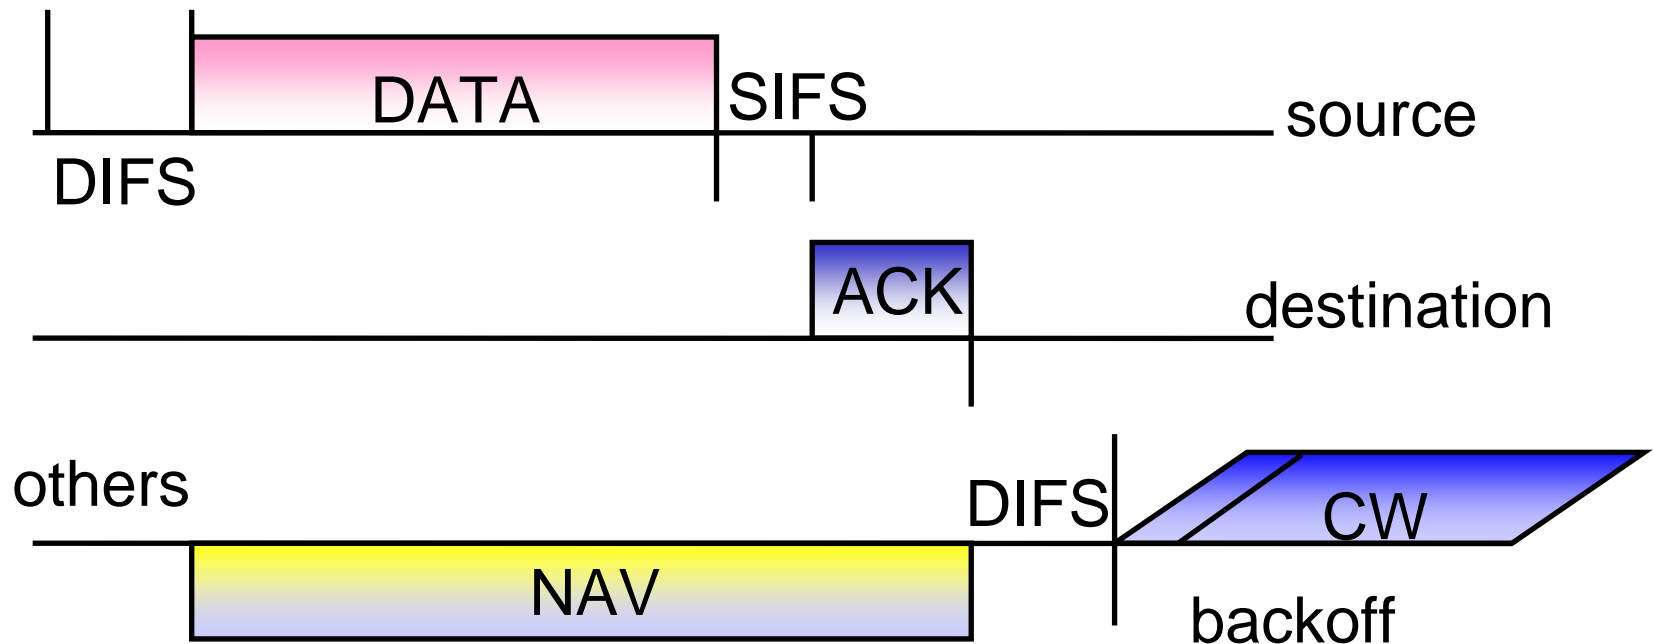 DATA
SIFS
source
DIFS
ACK
destination
others
DIFS
CW
NAV
backoff